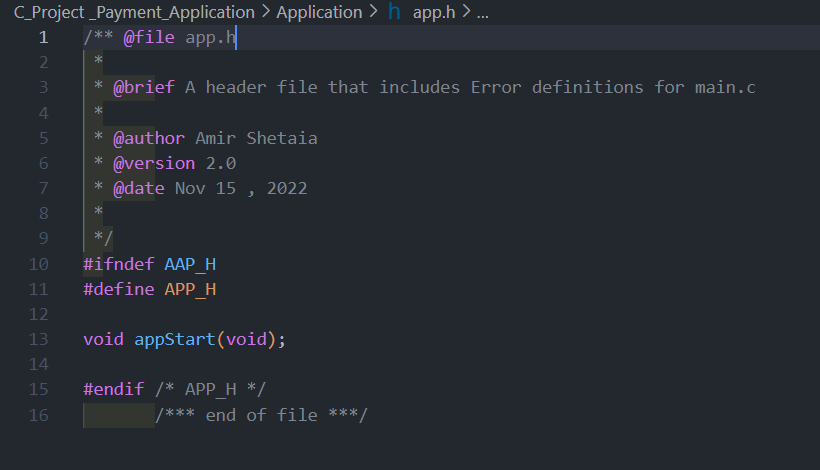 C_Project _Payment_Application > Application > h app.h > ...
1 /** @file app.h
2 *
3 * @brief A header file that includes Error definitions for main.c
4 *
5 * @author Amir Shetaia
6 * @version 2.0
7 * @date Nov 15 , 2022
8 *
9 */
10 #ifndef AAP_H
11 #define APP_H
12
13 void appStart(void);
14
15 #endif /* APP_H */
16 /*** end of file ***/